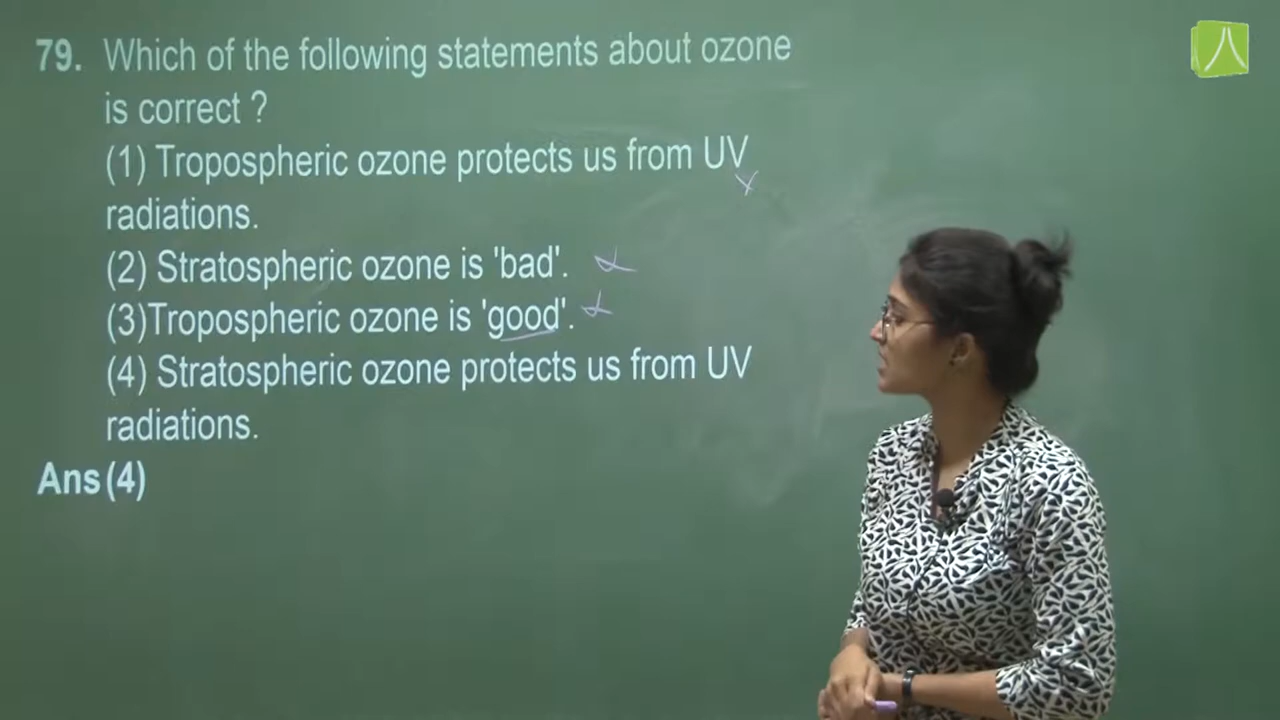 79. Which of the following statements about ozone
is correct ?
(1) Tropospheric ozone protects us from UV
radiations.
(2) Stratospheric ozone is 'bad'.
(3)Tropospheric ozone is 'good'.
(4) Stratospheric ozone protects us from UV
radiations.
Ans (4)